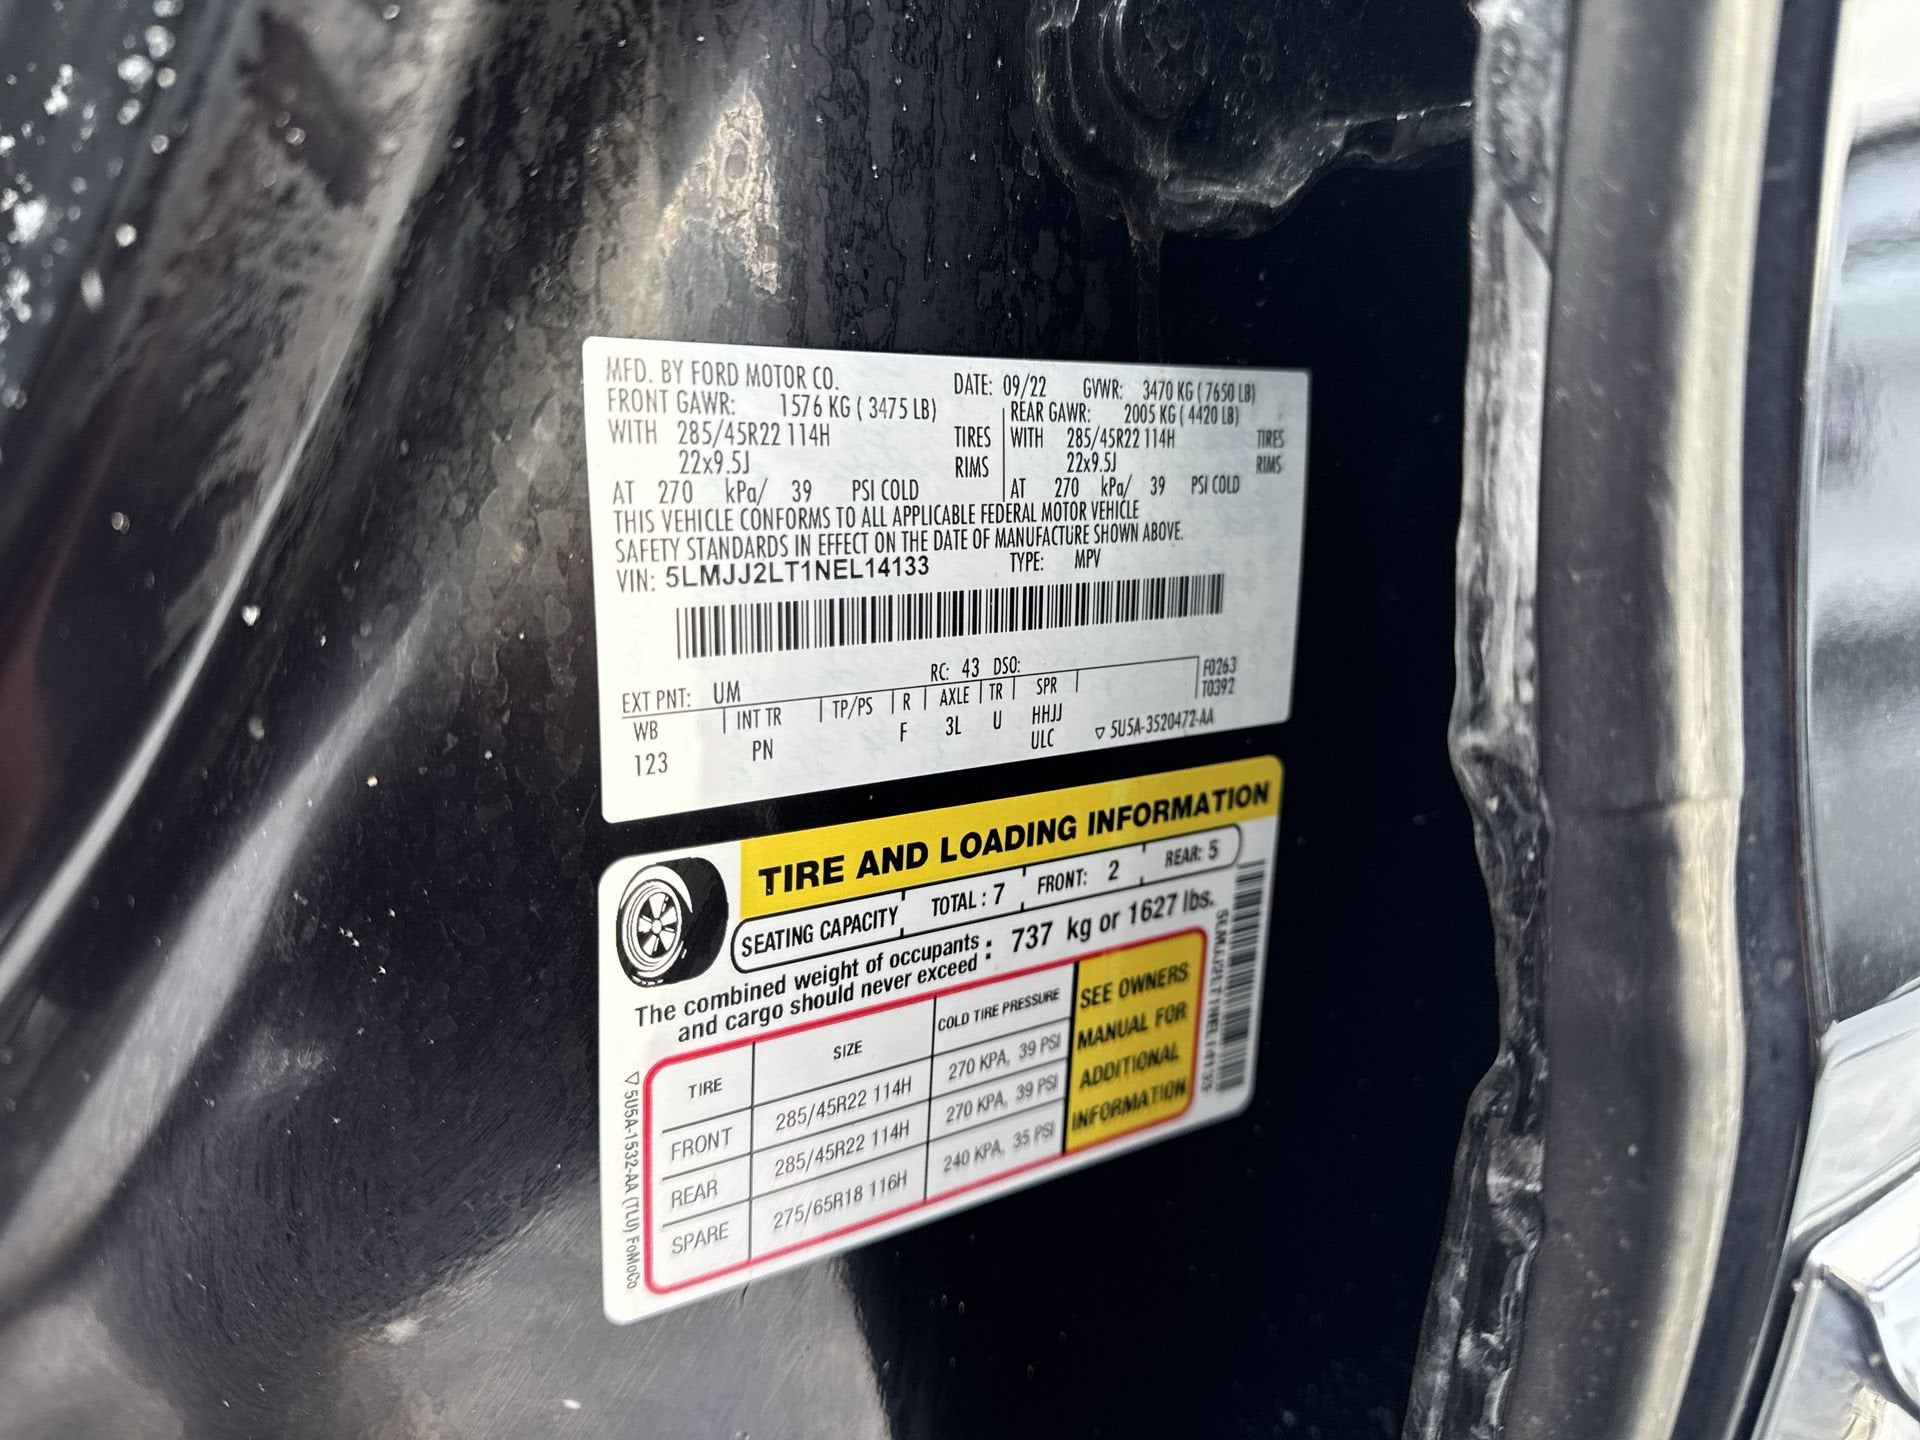 MFD. BY FORD MOTOR CO.
DATE: 09/22 GVWR: 3470 KG ( 7650 LB)
FRONT GAWR: 1576 KG ( 3475 LB)
REAR GAWR: 2005 KG ( 4420 LB)
WITH 285/45R22 114H TIRES
WITH 285/45R22 114H TIRES
22x9.5J RIMS
22x9.5J RIMS
AT 270 kPa/ 39 PSI COLD
AT 270 kPa/ 39 PSI COLD
THIS VEHICLE CONFORMS TO ALL APPLICABLE FEDERAL MOTOR VEHICLE
SAFETY STANDARDS IN EFFECT ON THE DATE OF MANUFACTURE SHOWN ABOVE.
VIN: 5LMJJ2LT1NEL14133 TYPE: MPV
EXT PNT: UM RC: 43 DSO: F0263
T0392
WB INT TR TP/PS R AXLE TR SPR
123 PN F 3L U HHJJ
ULC
▽ 5U5A-3520472-AA
TIRE AND LOADING INFORMATION
SEATING CAPACITY TOTAL : 7 FRONT: 2 REAR: 5
The combined weight of occupants
and cargo should never exceed : 737 kg or 1627 lbs.
TIRE SIZE COLD TIRE PRESSURE
FRONT 285/45R22 114H 270 KPA, 39 PSI
REAR 285/45R22 114H 270 KPA, 39 PSI
SPARE 275/65R18 116H 240 KPA, 35 PSI
SEE OWNERS
MANUAL FOR
ADDITIONAL
INFORMATION
5LMJJ2LT1NEL14133
▽ 5U5A-1532-AA (TLU) FoMoCo